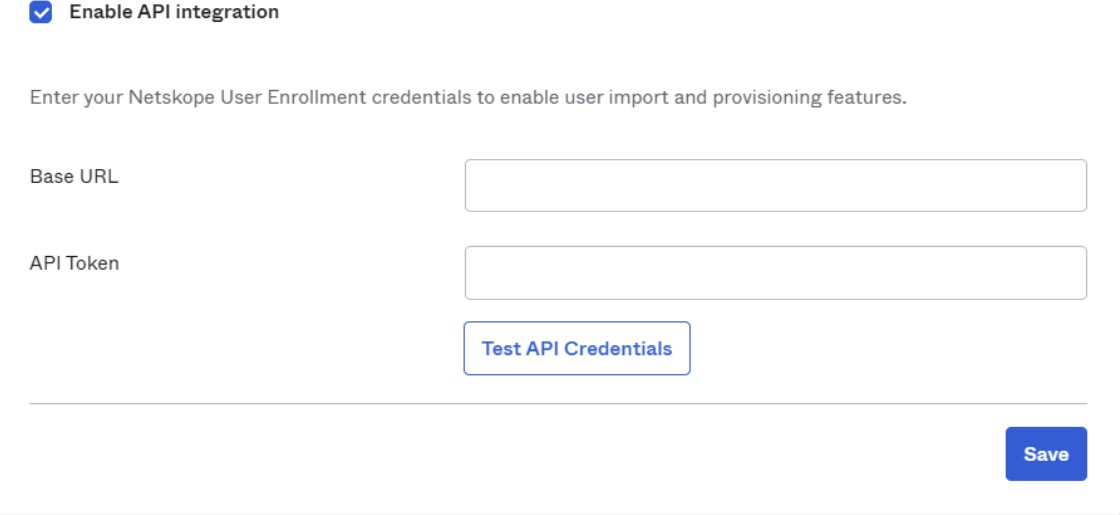 Enable API integration
Enter your Netskope User Enrollment credentials to enable user import and provisioning features.
Base URL
API Token
Test API Credentials
Save